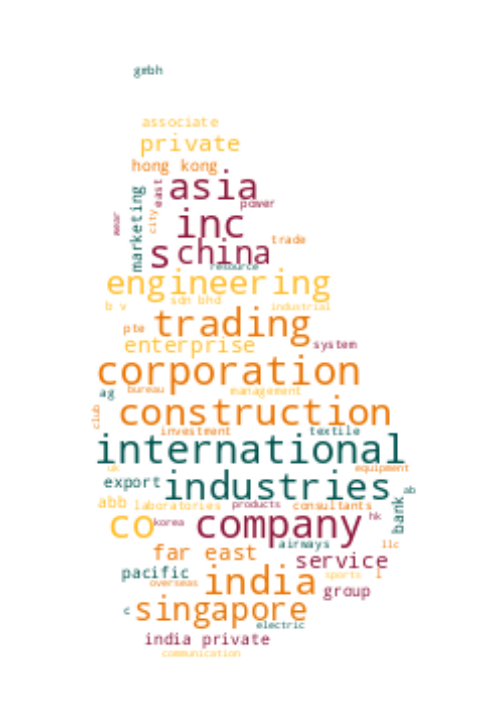 gmbh
associate
private
hong kong
asia
east
power
marketing
city
wear
inc
trade
s china
resource
engineering
sdn bhd
b v
industrial
trading
pte
enterprise
system
corporation
ag
bureau
management
club
construction
investment
textile
international
uk
equipment
export
industries
ab
abb
laboratories
products
consultants
bank
co
korea
company
hk
airways
llc
far east
service
pacific
india
sports
l
overseas
group
c
singapore
electric
india private
communication